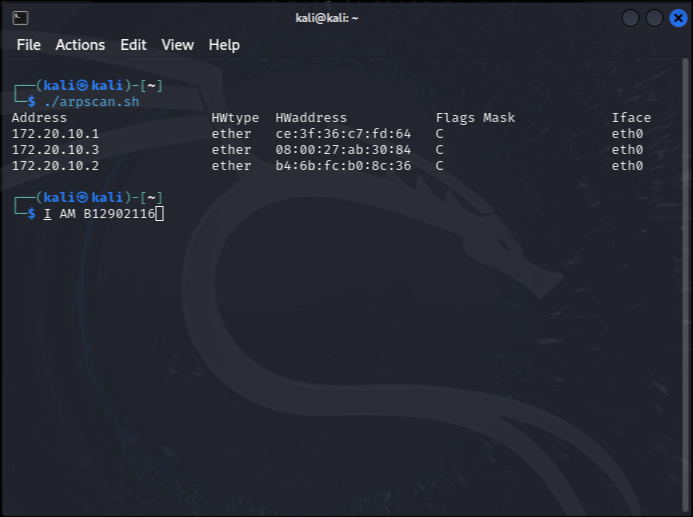 kali@kali: ~
File Actions Edit View Help
┌──(kali㉿kali)-[~]
└─$ ./arpscan.sh
Address HWtype HWaddress Flags Mask Iface
172.20.10.1 ether ce:3f:36:c7:fd:64 C eth0
172.20.10.3 ether 08:00:27:ab:30:84 C eth0
172.20.10.2 ether b4:6b:fc:b0:8c:36 C eth0
┌──(kali㉿kali)-[~]
└─$ I AM B12902116